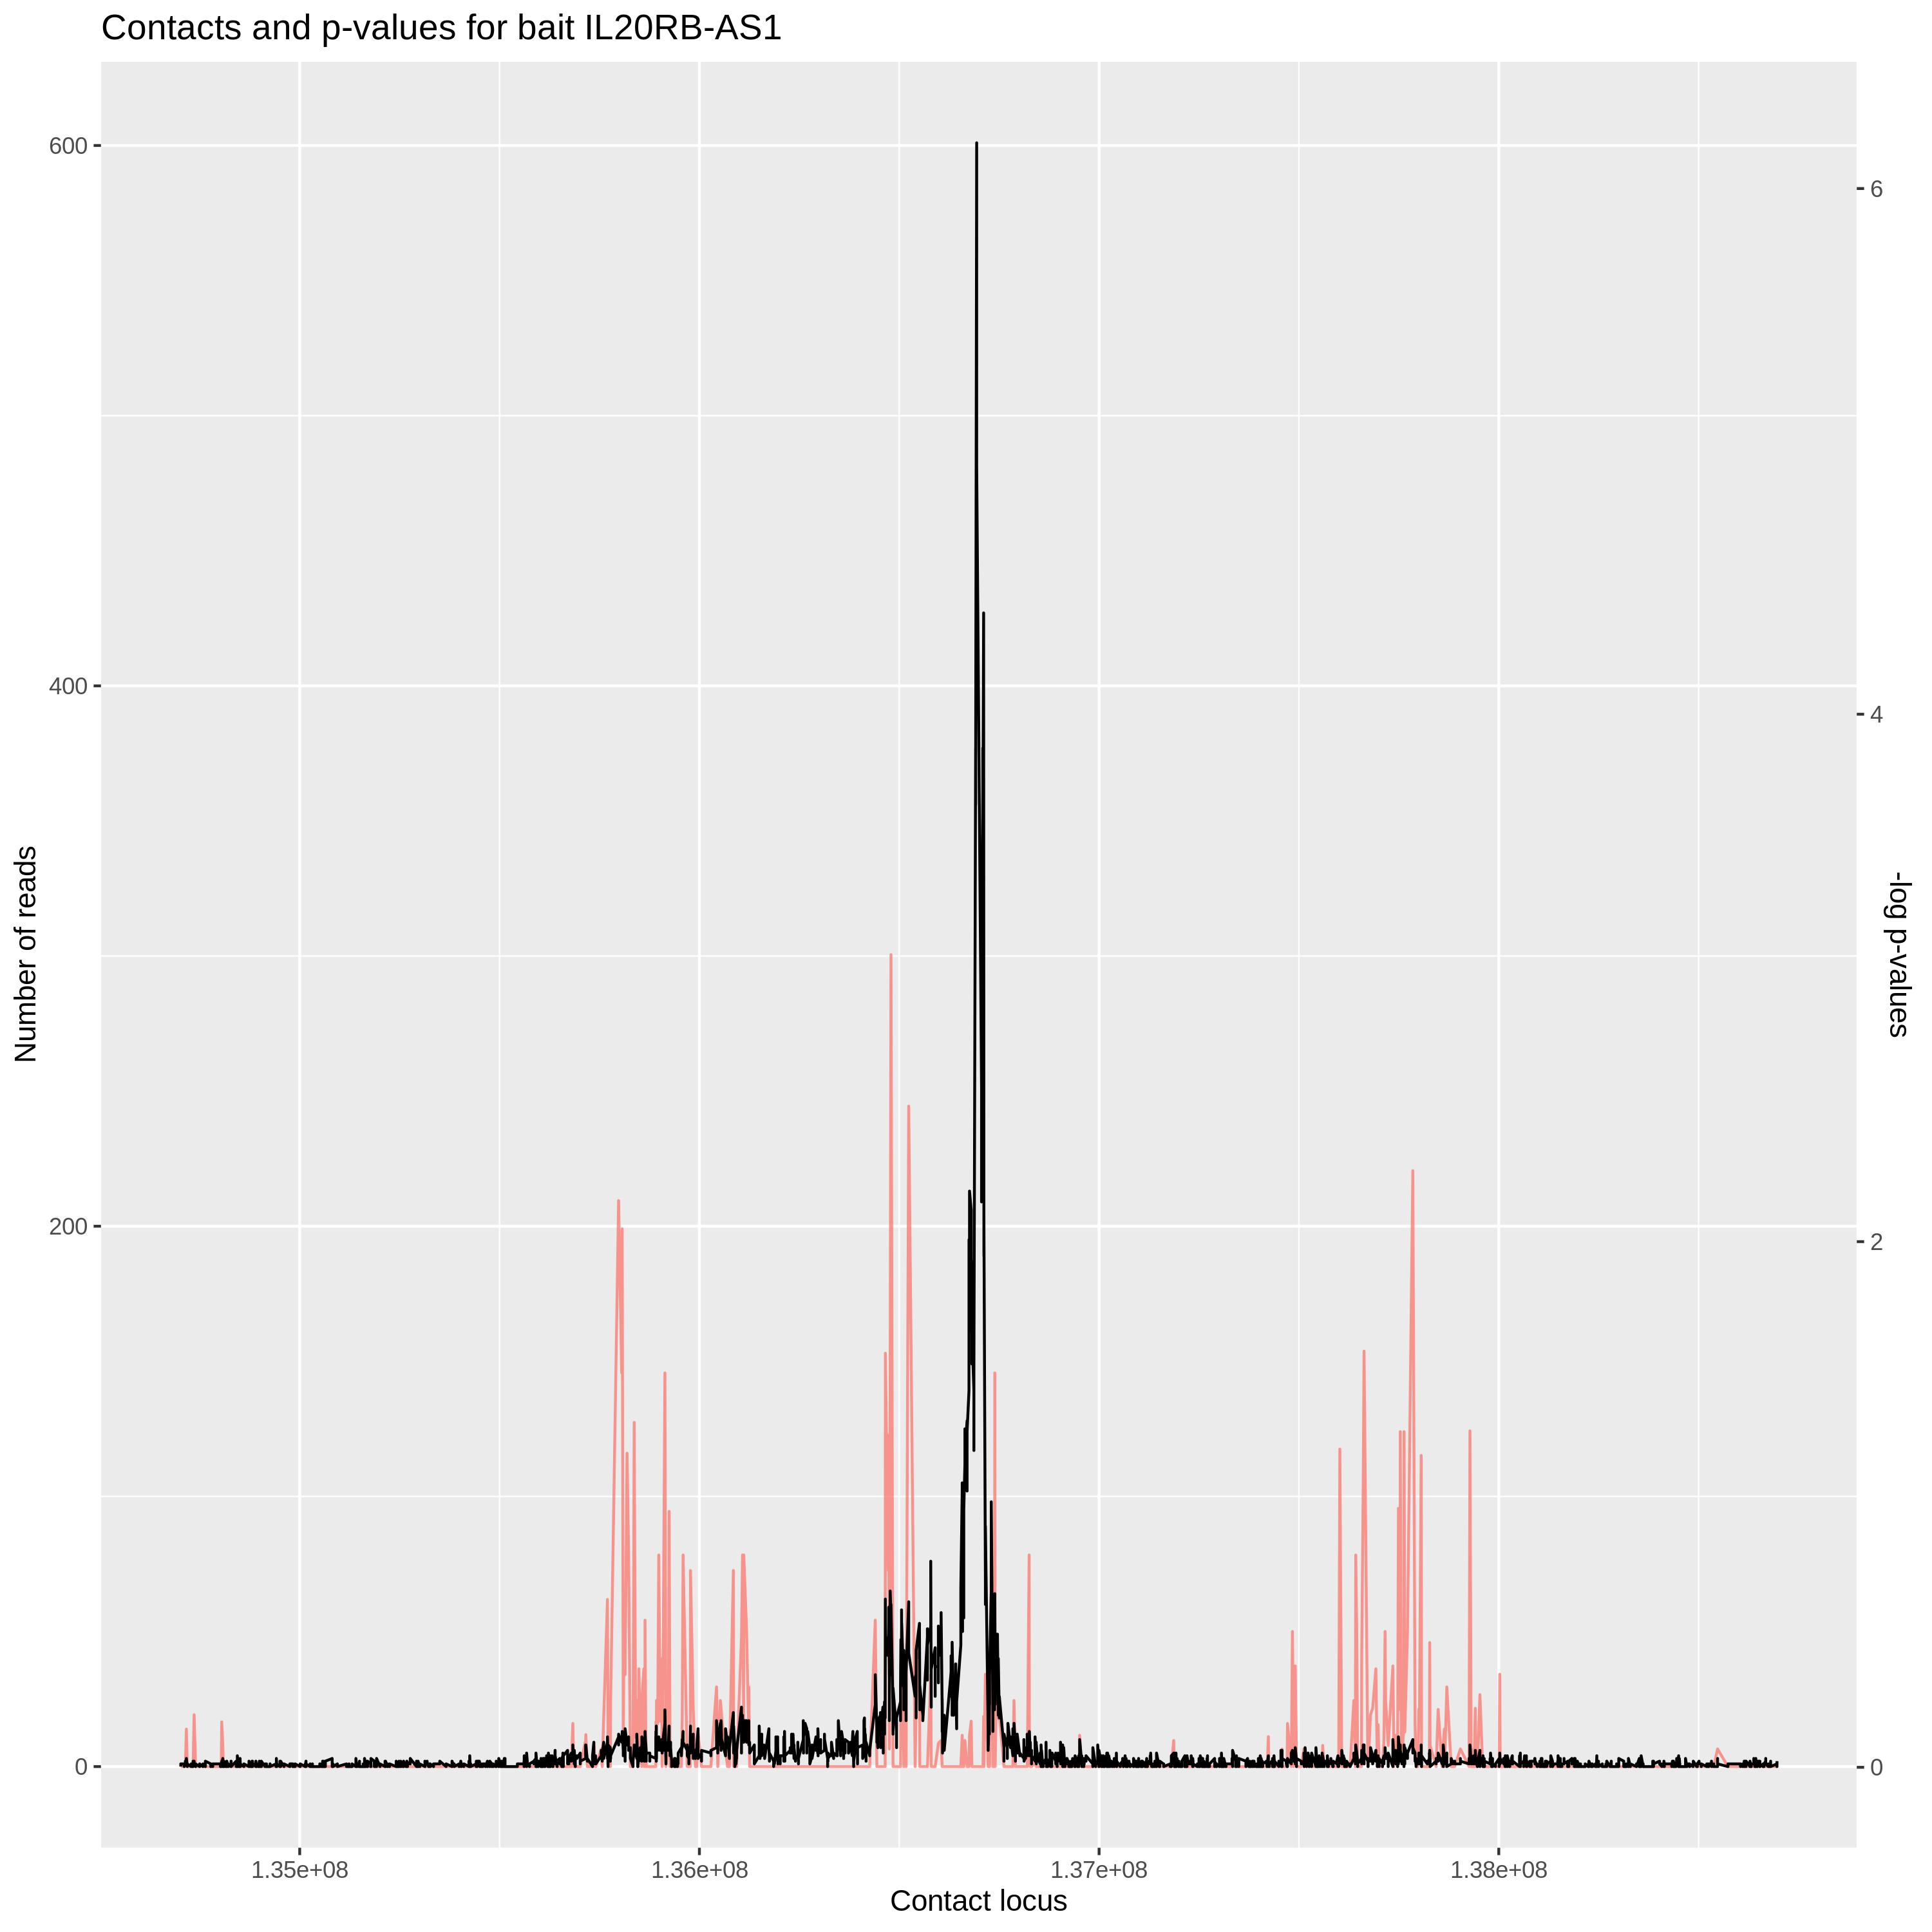 Contacts and p-values for bait IL20RB-AS1
600
400
200
0
Number of reads
6
4
2
0
-log p-values
1.35e+08
1.36e+08
1.37e+08
1.38e+08
Contact locus